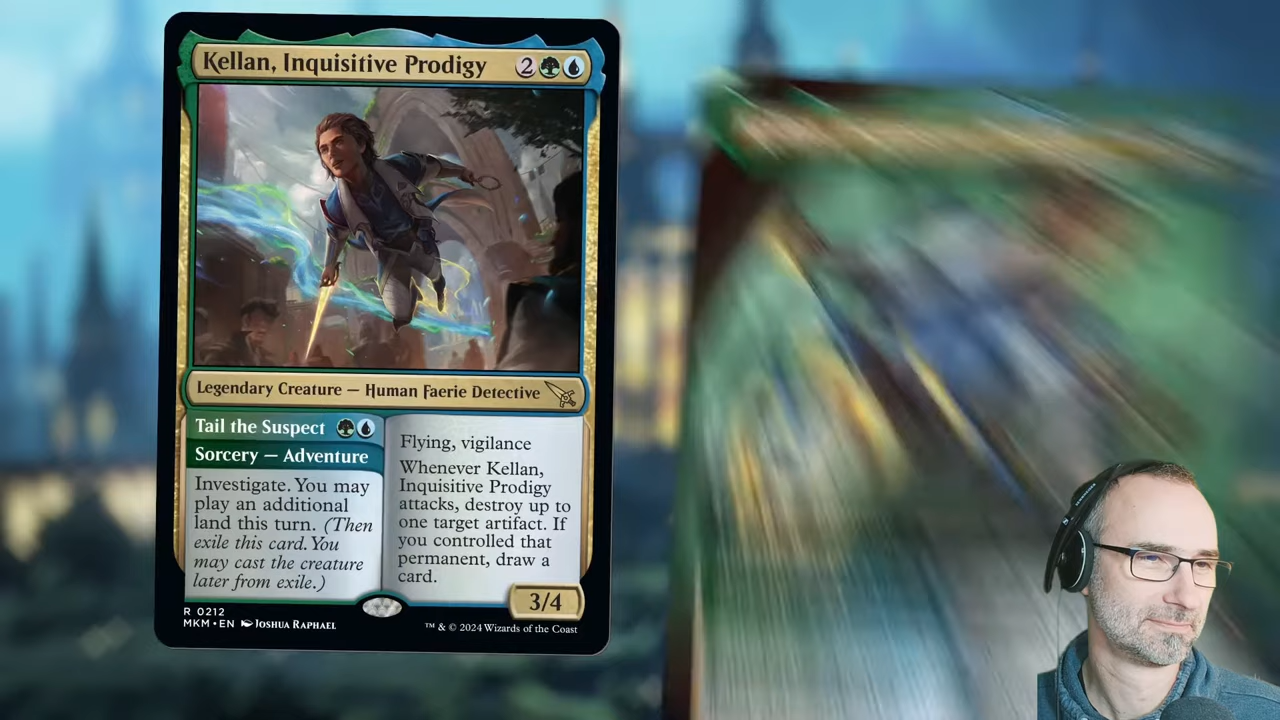 Kellan, Inquisitive Prodigy 2
Legendary Creature — Human Faerie Detective
Tail the Suspect
Sorcery — Adventure
Investigate. You may
play an additional
land this turn. (Then
exile this card. You
may cast the creature
later from exile.)
Flying, vigilance
Whenever Kellan,
Inquisitive Prodigy
attacks, destroy up to
one target artifact. If
you controlled that
permanent, draw a
card.
3/4
R 0212
MKM • EN Joshua Raphael
™ & © 2024 Wizards of the Coast